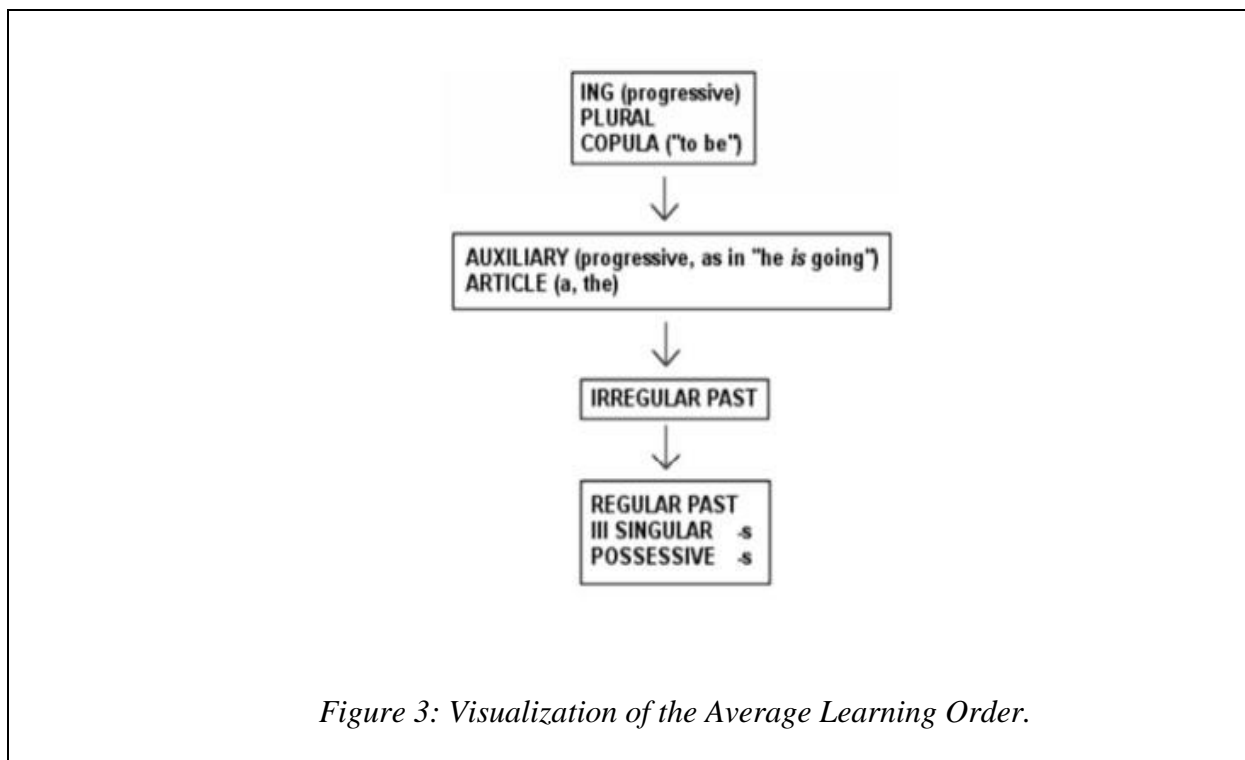 ING (progressive)
PLURAL
COPULA ("to be")
AUXILIARY (progressive, as in "he is going")
ARTICLE (a, the)
IRREGULAR PAST
REGULAR PAST
III SINGULAR -s
POSSESSIVE -s
Figure 3: Visualization of the Average Learning Order.